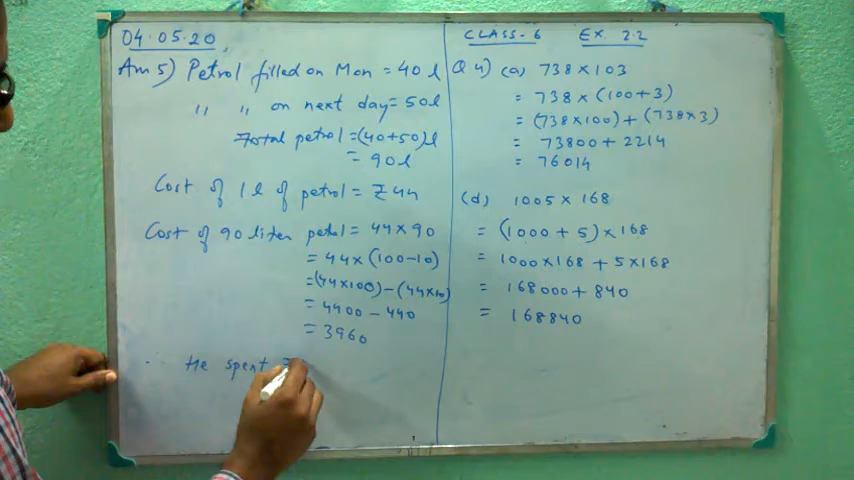 04.05.20
Ans 5) Petrol filled on Mon = 40 l
" " on next day = 50 l
Total petrol = (40+50) l
= 90 l
Cost of 1 l of petrol = ₹ 44
Cost of 90 liter petrol = 44 × 90
= 44 × (100-10)
= (44×100) - (44×10)
= 4400 - 440
= 3960
∴ He spent ₹
CLASS-6 EX. 2.2
Q 4) (a) 738 × 103
= 738 × (100+3)
= (738×100) + (738×3)
= 73800 + 2214
= 76014
(d) 1005 × 168
= (1000 + 5) × 168
= 1000×168 + 5×168
= 168000 + 840
= 168840